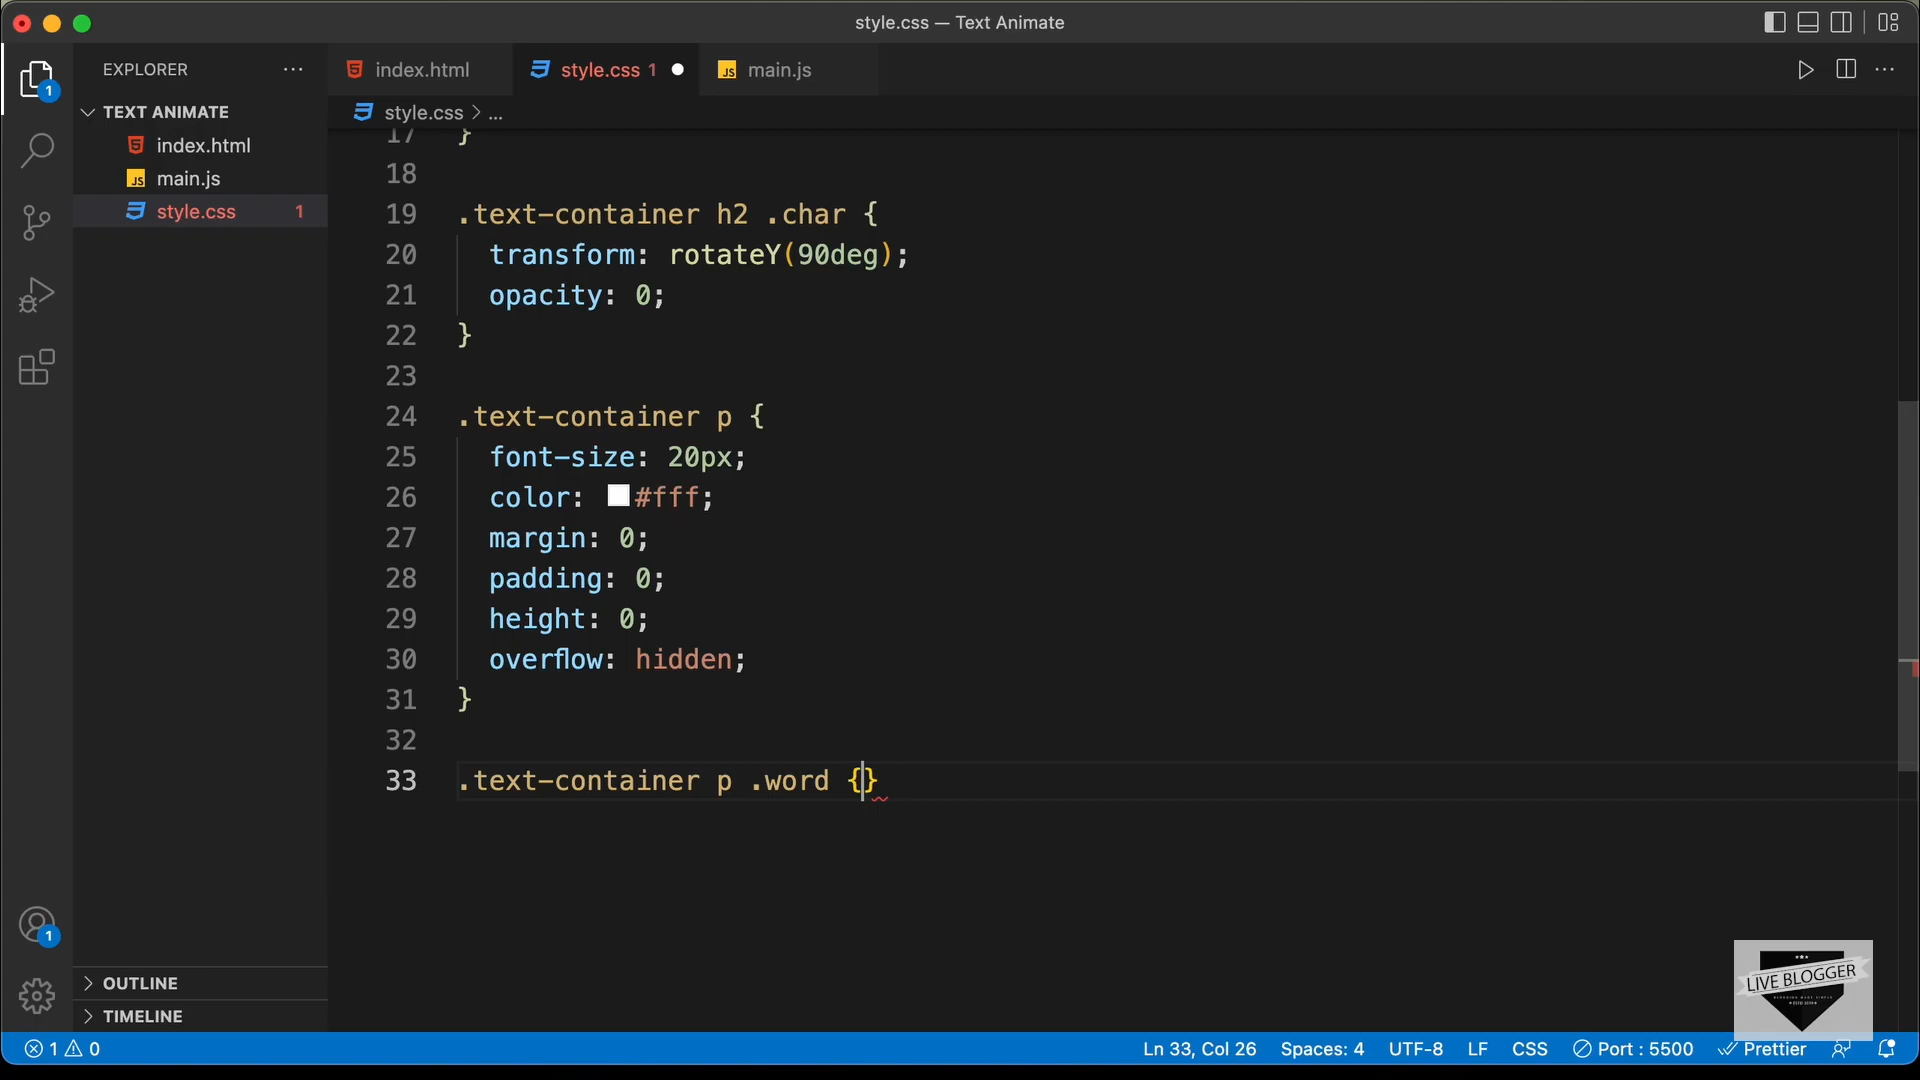 style.css — Text Animate
EXPLORER
index.html
style.css 1
main.js
1
TEXT ANIMATE
style.css > ...
index.html
main.js
style.css 1
17 }
18
19 .text-container h2 .char {
20 transform: rotateY(90deg);
21 opacity: 0;
22 }
23
24 .text-container p {
25 font-size: 20px;
26 color: #fff;
27 margin: 0;
28 padding: 0;
29 height: 0;
30 overflow: hidden;
31 }
32
33 .text-container p .word {}
1
OUTLINE
TIMELINE
LIVE BLOGGER
1 0
Ln 33, Col 26 Spaces: 4 UTF-8 LF CSS Port : 5500 Prettier